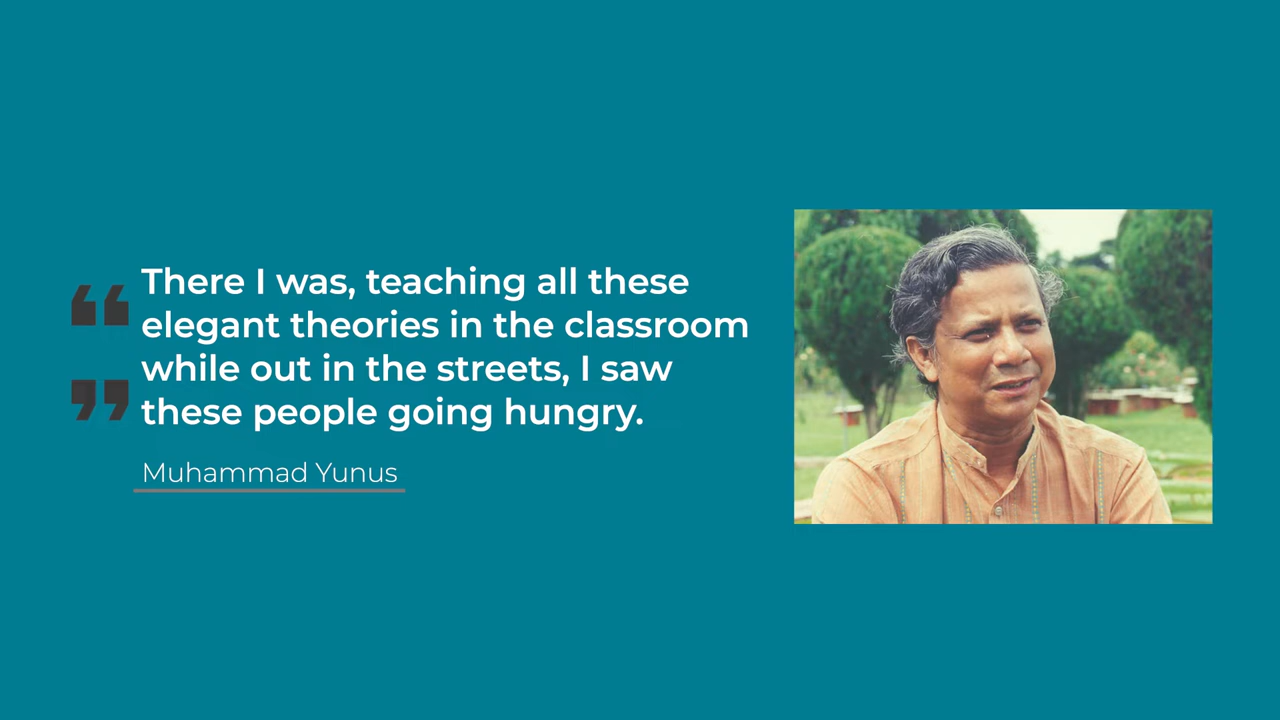 “
There I was, teaching all these
elegant theories in the classroom
while out in the streets, I saw
these people going hungry.
”
Muhammad Yunus